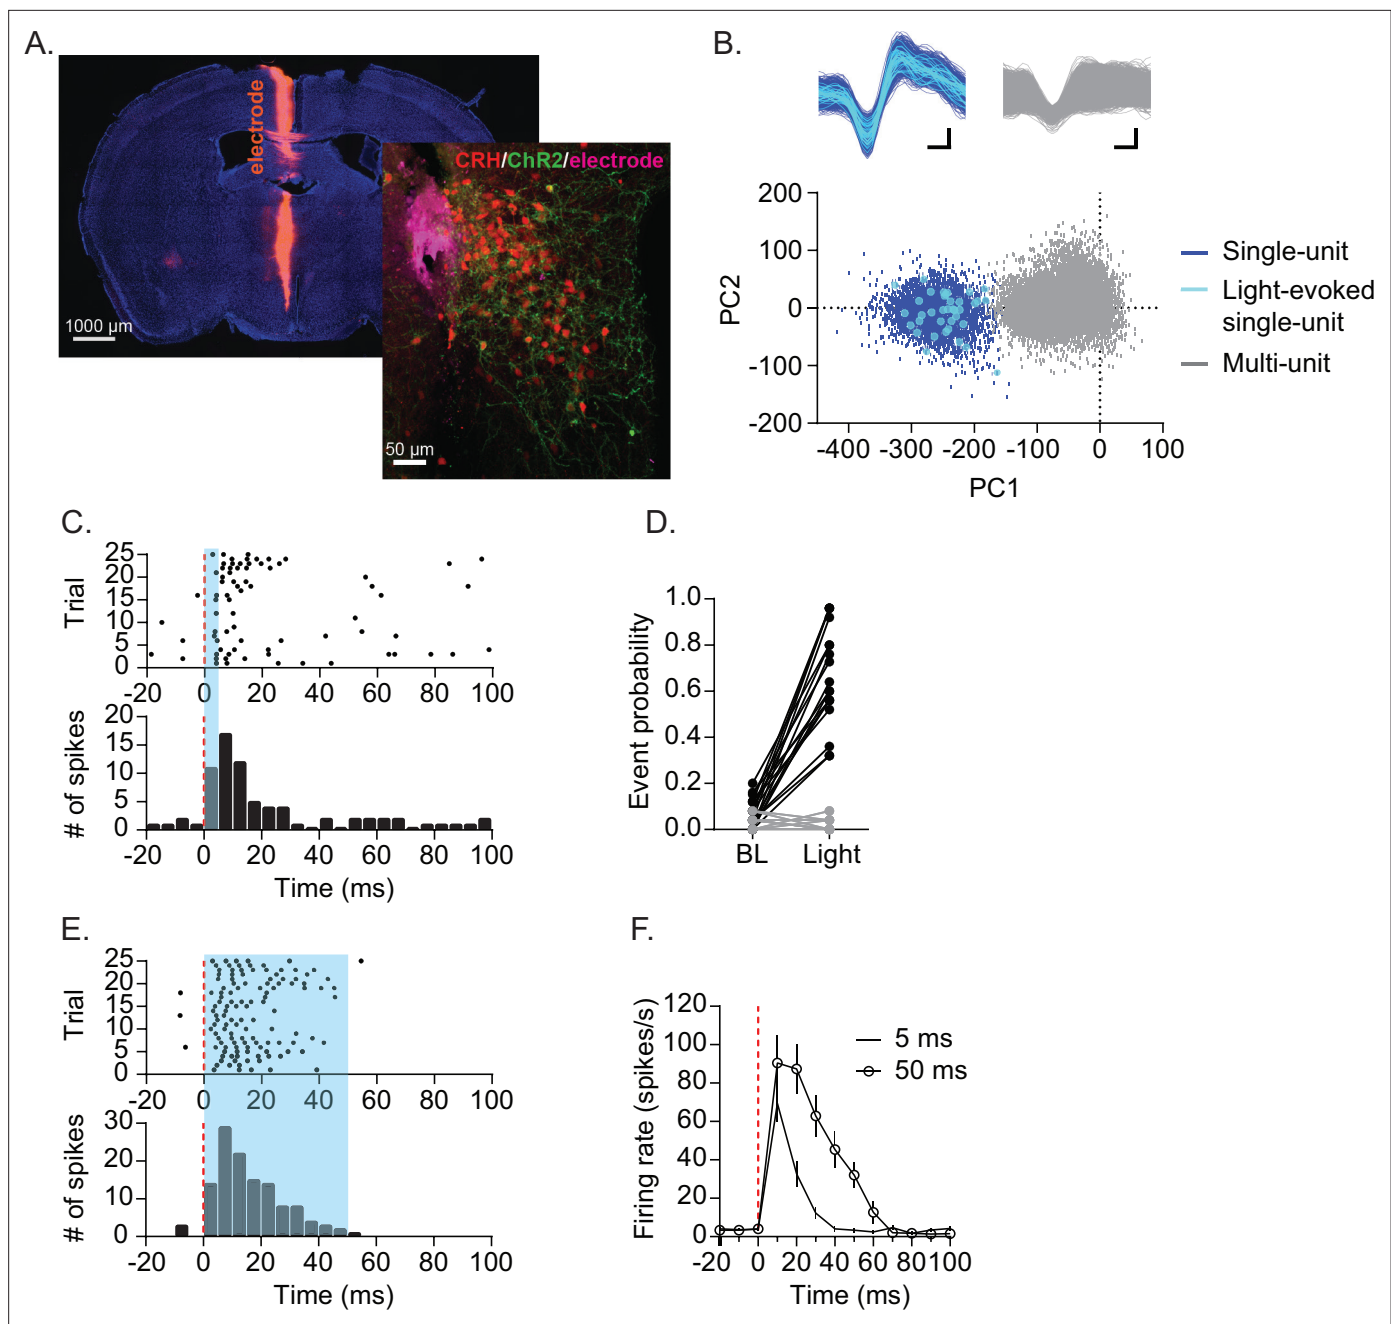 A.
electrode
1000 µm
CRH/ChR2/electrode
50 µm
B.
200
100
0
-100
-200
PC2
-400 -300 -200 -100 0 100
PC1
Single-unit
Light-evoked
single-unit
Multi-unit
C.
25
20
15
10
5
0
Trial
-20 0 20 40 60 80 100
20
15
10
5
0
# of spikes
-20 0 20 40 60 80 100
Time (ms)
D.
1.0
0.8
0.6
0.4
0.2
0.0
Event probability
BL Light
E.
25
20
15
10
5
0
Trial
-20 0 20 40 60 80 100
30
20
10
0
# of spikes
-20 0 20 40 60 80 100
Time (ms)
F.
120
100
80
60
40
20
0
Firing rate (spikes/s)
5 ms
50 ms
-20 0 20 40 60 80 100
Time (ms)